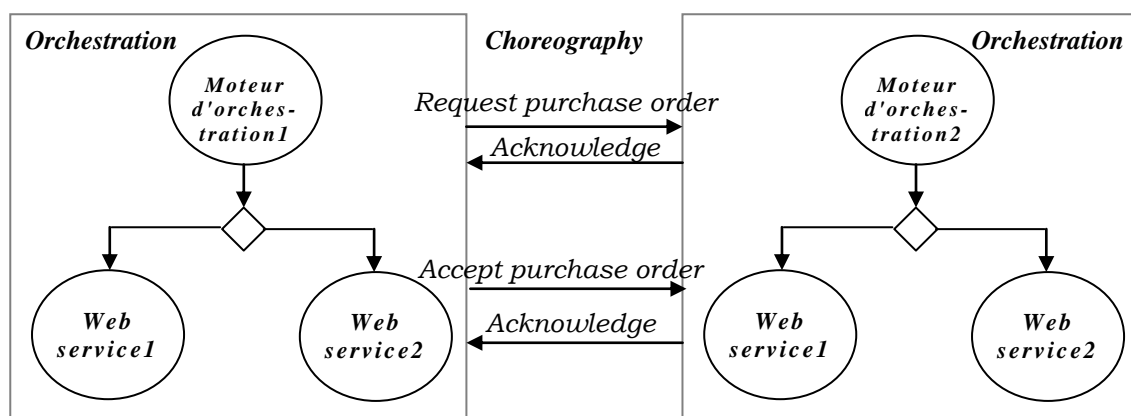 Orchestration
Choreography
Orchestration
Moteur
d'orches-
tration1
Request purchase order
Acknowledge
Moteur
d'orches-
tration2
Accept purchase order
Acknowledge
Web
service1
Web
service2
Web
service1
Web
service2